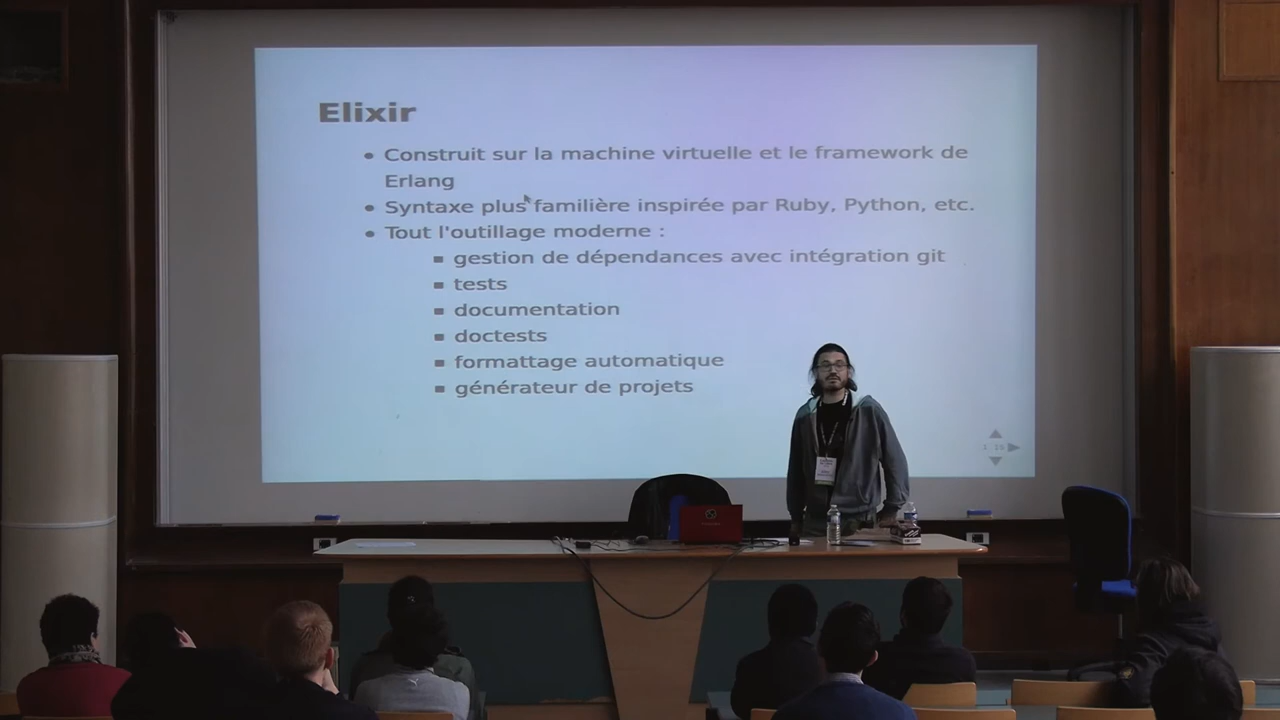 Elixir
• Construit sur la machine virtuelle et le framework de
Erlang
• Syntaxe plus familière inspirée par Ruby, Python, etc.
• Tout l'outillage moderne :
▪ gestion de dépendances avec intégration git
▪ tests
▪ documentation
▪ doctests
▪ formattage automatique
▪ générateur de projets